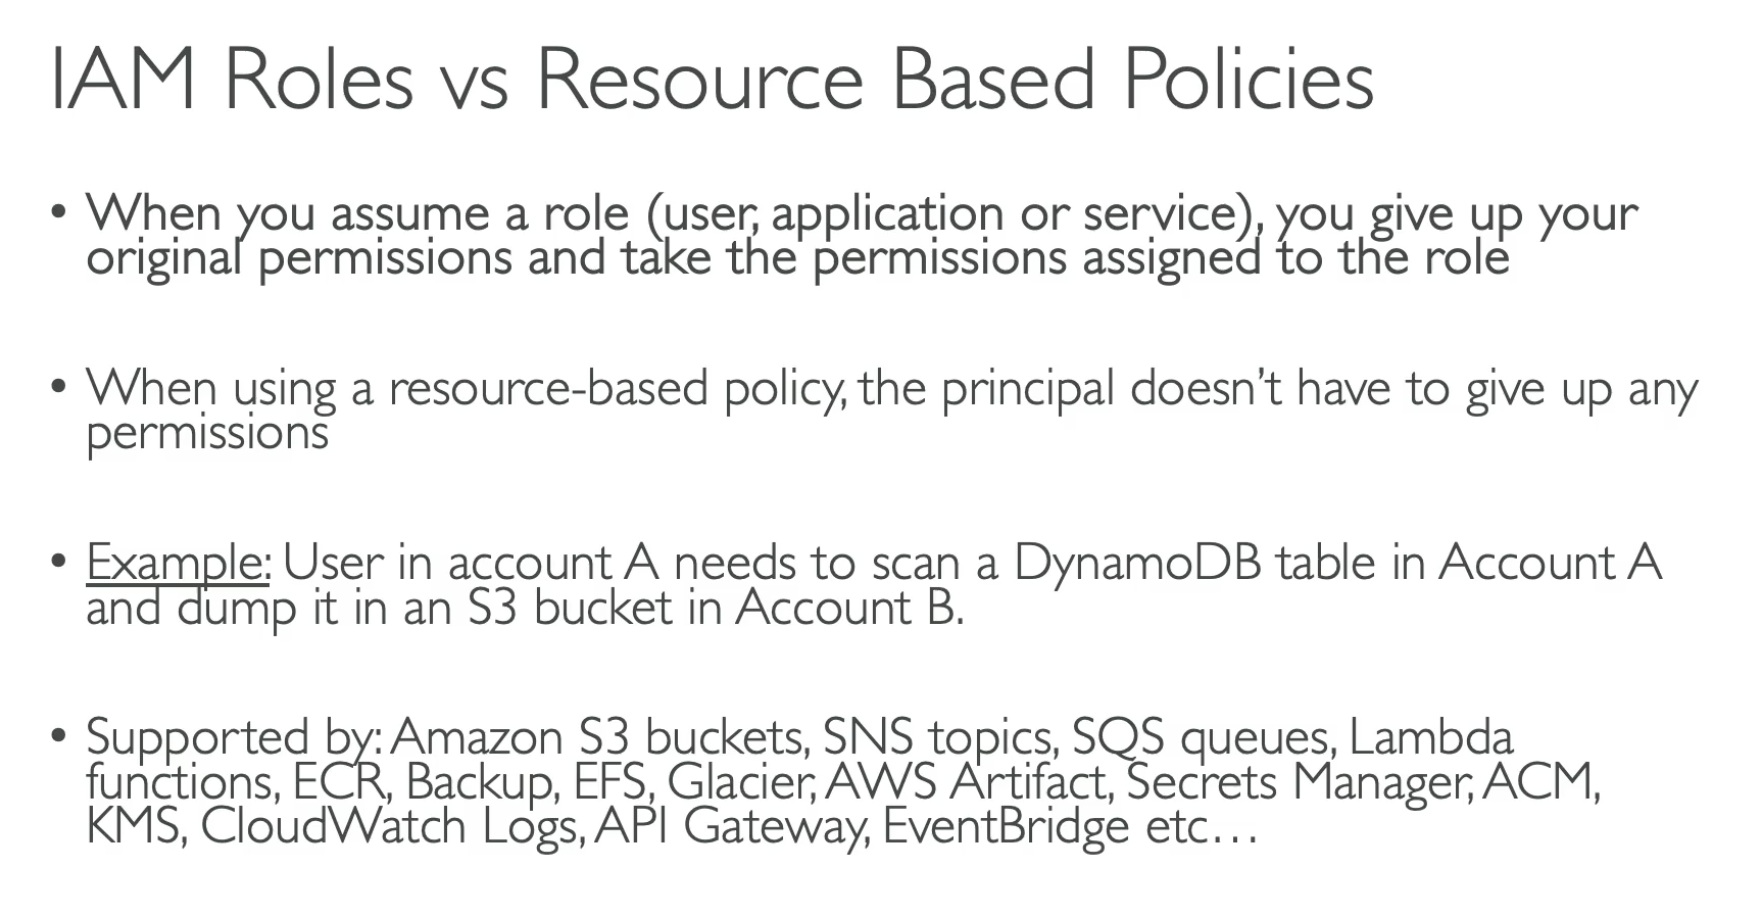 IAM Roles vs Resource Based Policies
• When you assume a role (user, application or service), you give up your
original permissions and take the permissions assigned to the role
• When using a resource-based policy, the principal doesn't have to give up any
permissions
• Example: User in account A needs to scan a DynamoDB table in Account A
and dump it in an S3 bucket in Account B.
• Supported by: Amazon S3 buckets, SNS topics, SQS queues, Lambda
functions, ECR, Backup, EFS, Glacier, AWS Artifact, Secrets Manager, ACM,
KMS, CloudWatch Logs, API Gateway, EventBridge etc…